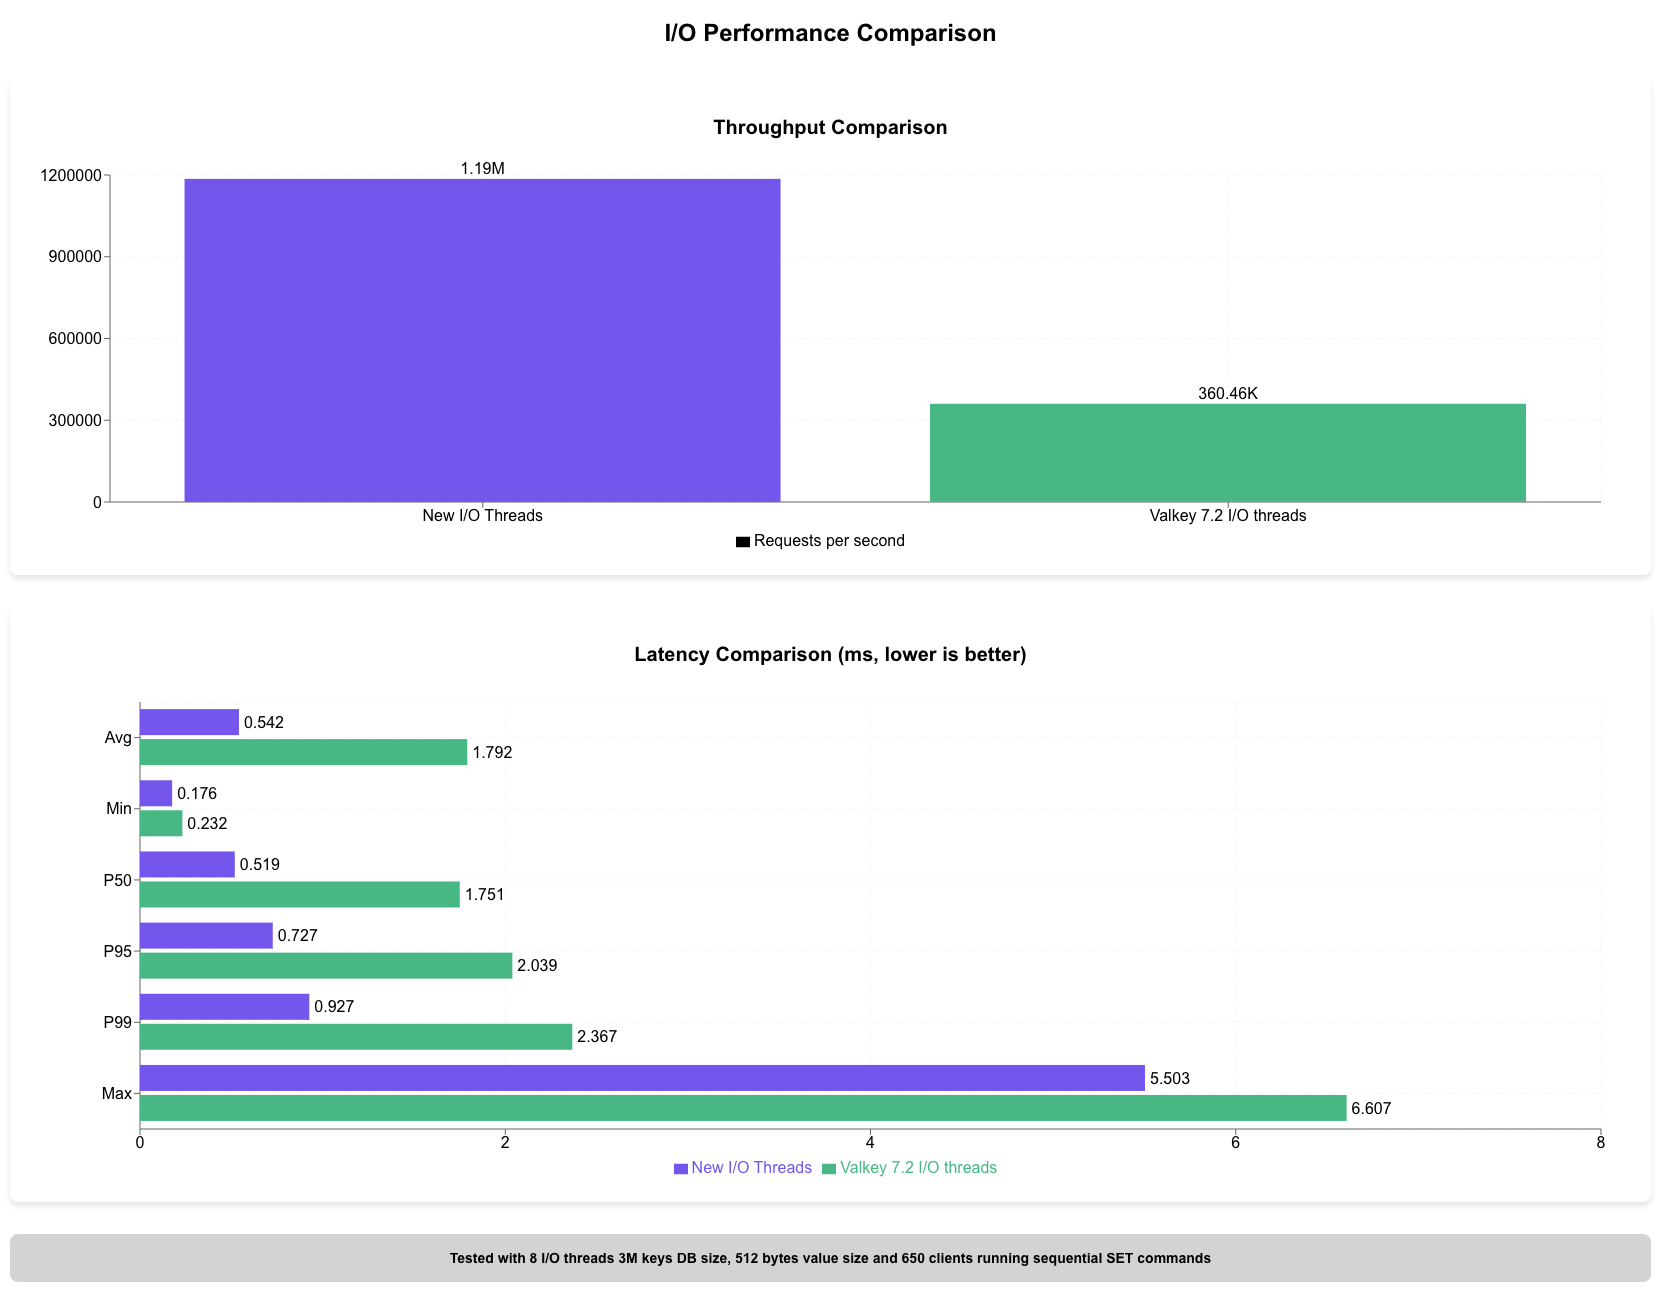 I/O Performance Comparison
Throughput Comparison
1200000
900000
600000
300000
0
1.19M
360.46K
New I/O Threads
Valkey 7.2 I/O threads
Requests per second
Latency Comparison (ms, lower is better)
Avg
0.542
1.792
Min
0.176
0.232
P50
0.519
1.751
P95
0.727
2.039
P99
0.927
2.367
Max
5.503
6.607
0 2 4 6 8
New I/O Threads Valkey 7.2 I/O threads
Tested with 8 I/O threads 3M keys DB size, 512 bytes value size and 650 clients running sequential SET commands